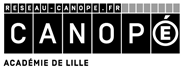 RESEAU-CANOPE.FR
CANOPÉ
ACADÉMIE DE LILLE